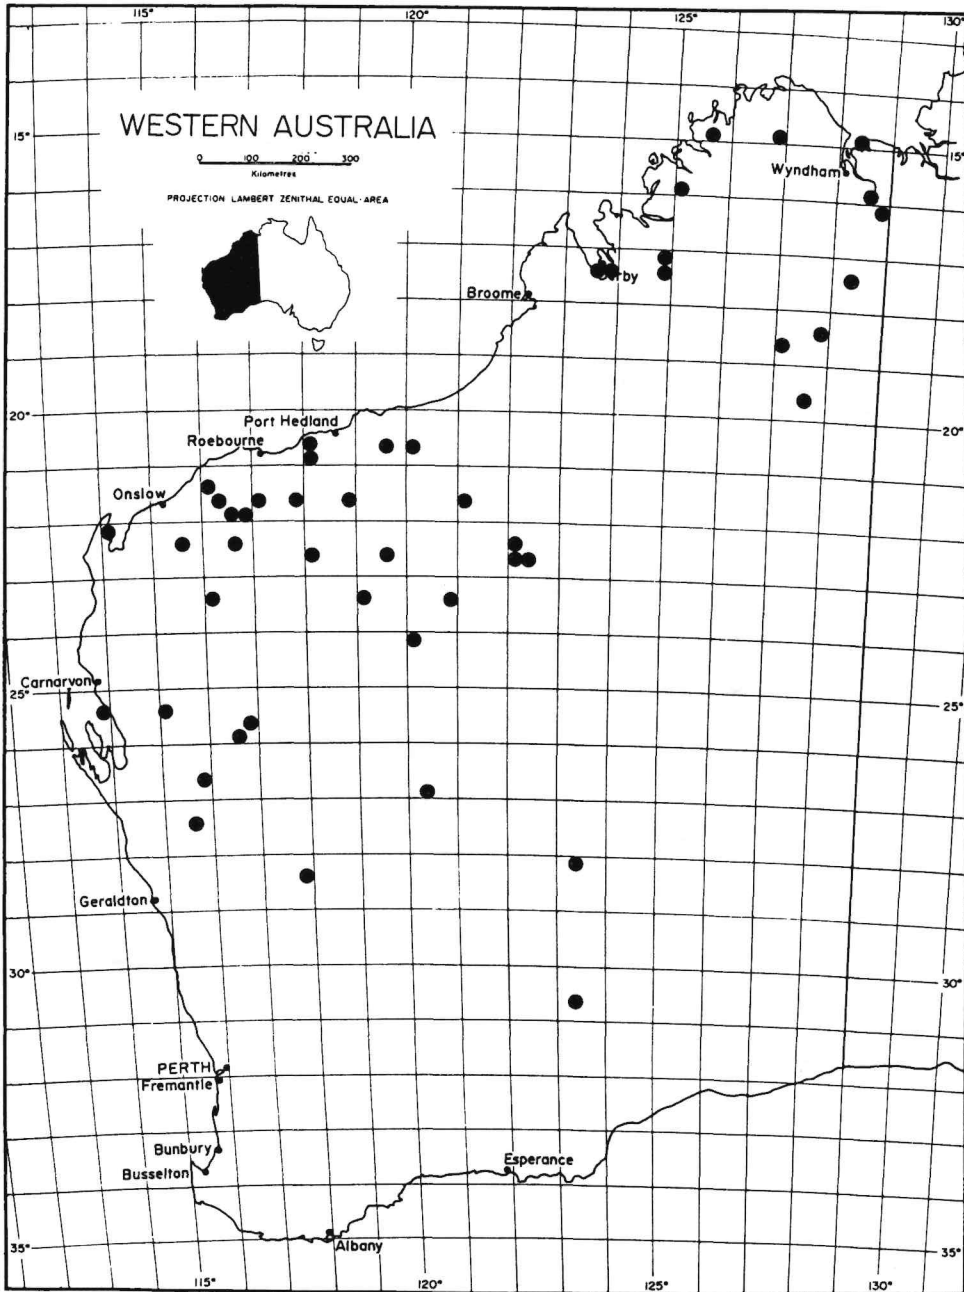 115° 120° 125° 130°
WESTERN AUSTRALIA
0 100 200 300
Kilometres
PROJECTION LAMBERT ZENITHAL EQUAL-AREA
15° 15°
Wyndham
Derby
Broome
20° 20°
Port Hedland
Roebourne
Onslow
25° 25°
Carnarvon
Geraldton
30° 30°
PERTH
Fremantle
Bunbury
Busselton
Esperance
Albany
35° 35°
115° 120° 125° 130°